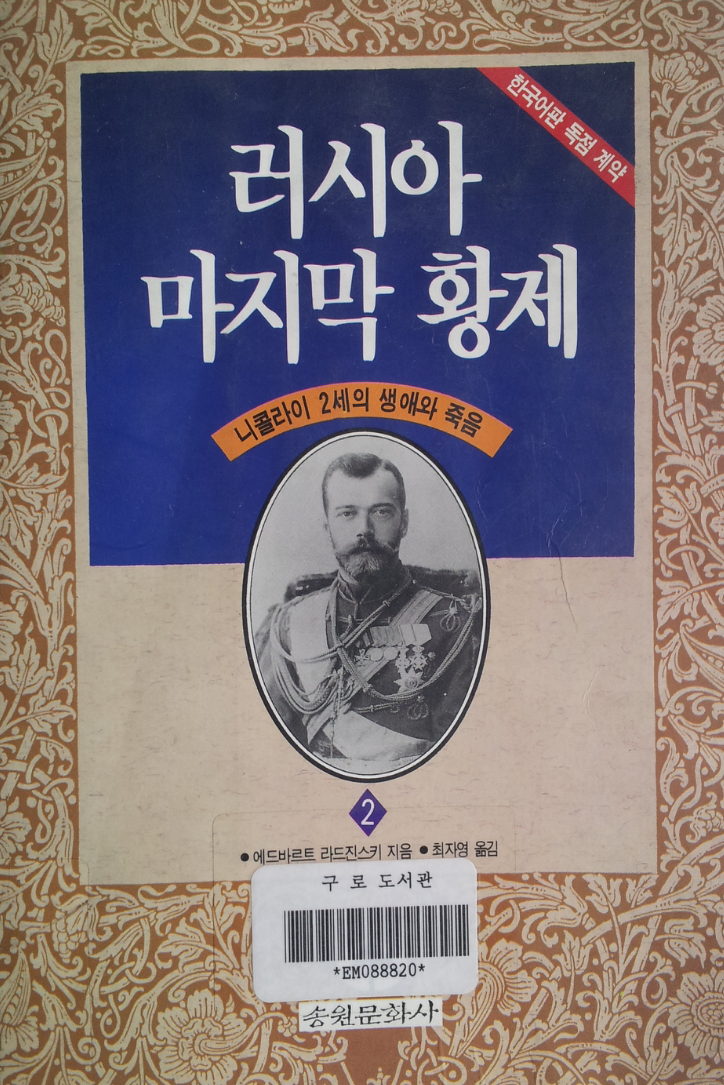 한국어판 독점 계약
러시아
마지막 황제
니콜라이 2세의 생애와 죽음
2
● 에드바르트 라드진스키 지음 ● 최자영 옮김
구 로 도서관
*EM088820*
송원문화사